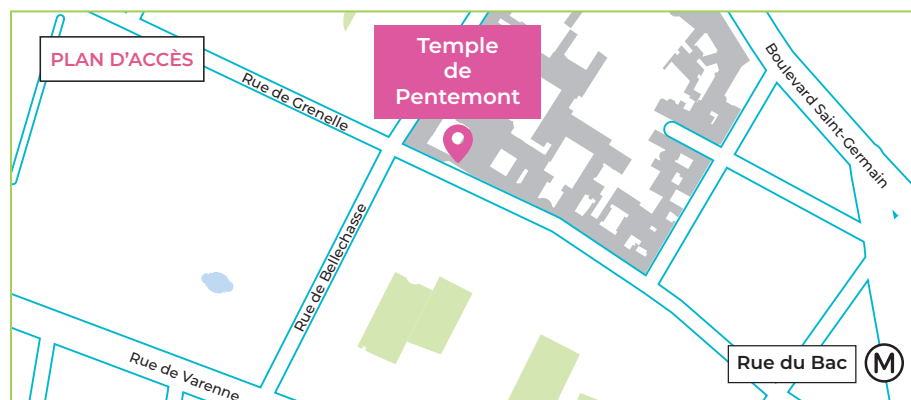 PLAN D'ACCÈS
Temple
de
Pentemont
Rue de Grenelle
Boulevard Saint-Germain
Rue de Bellechasse
Rue de Varenne
Rue du Bac
M